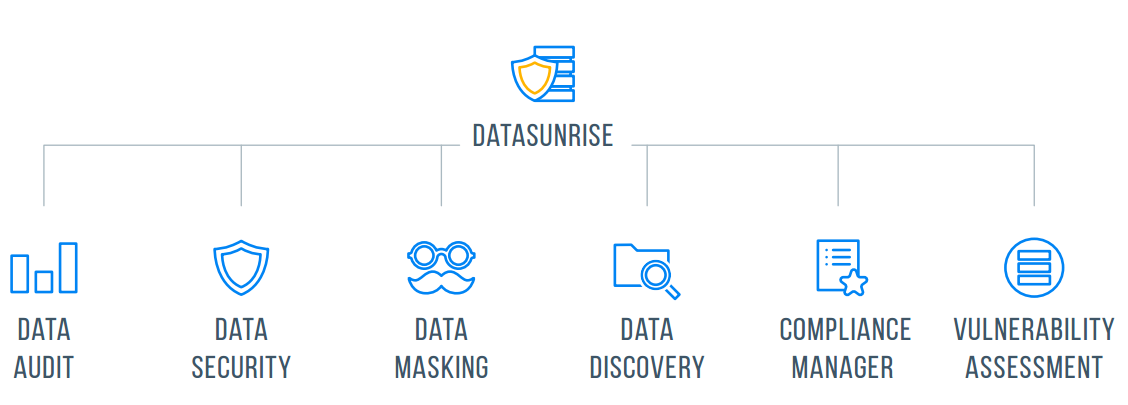 DATASUNRISE
DATA
AUDIT
DATA
SECURITY
DATA
MASKING
DATA
DISCOVERY
COMPLIANCE
MANAGER
VULNERABILITY
ASSESSMENT